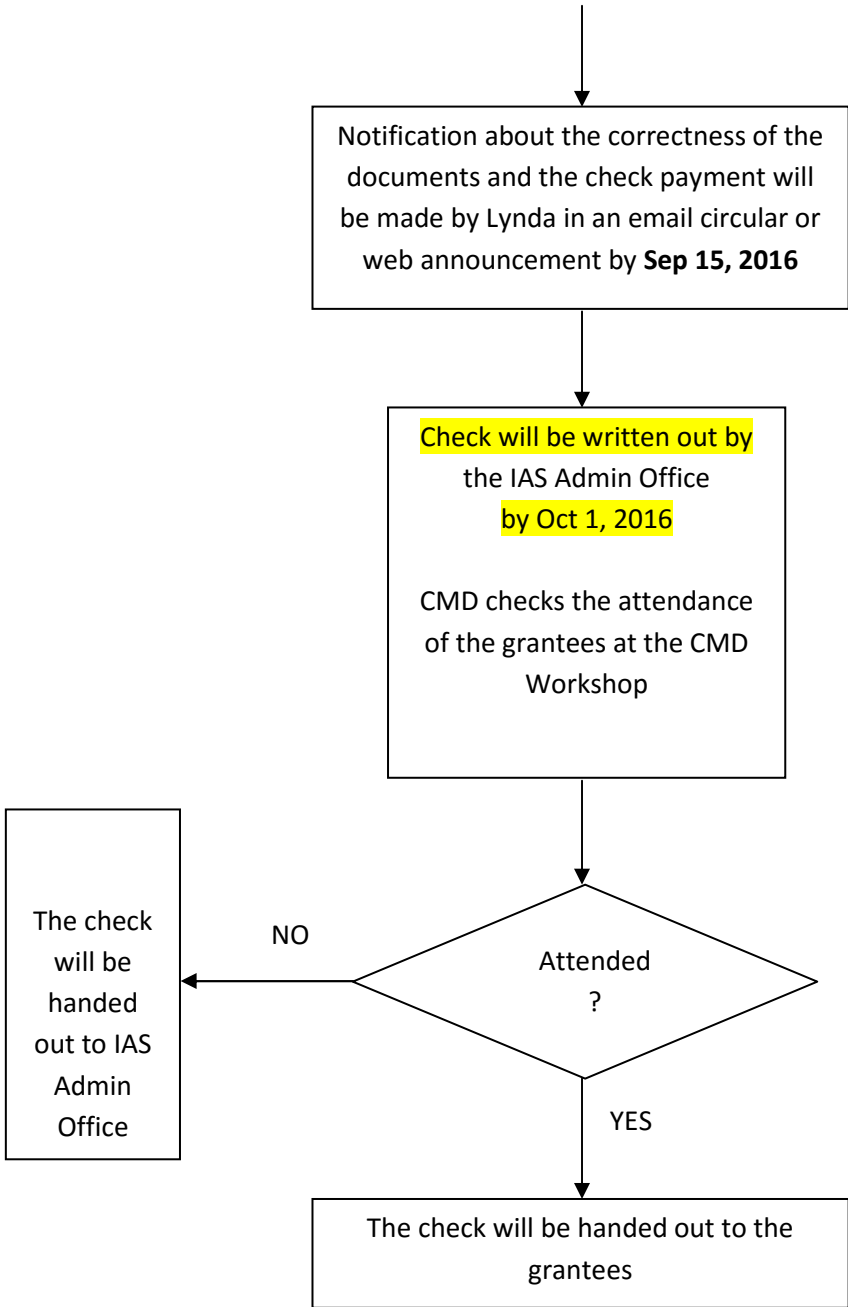 Notification about the correctness of the
documents and the check payment will
be made by Lynda in an email circular or
web announcement by Sep 15, 2016
Check will be written out by
the IAS Admin Office
by Oct 1, 2016
CMD checks the attendance
of the grantees at the CMD
Workshop
Attended
?
NO
The check
will be
handed
out to IAS
Admin
Office
YES
The check will be handed out to the
grantees